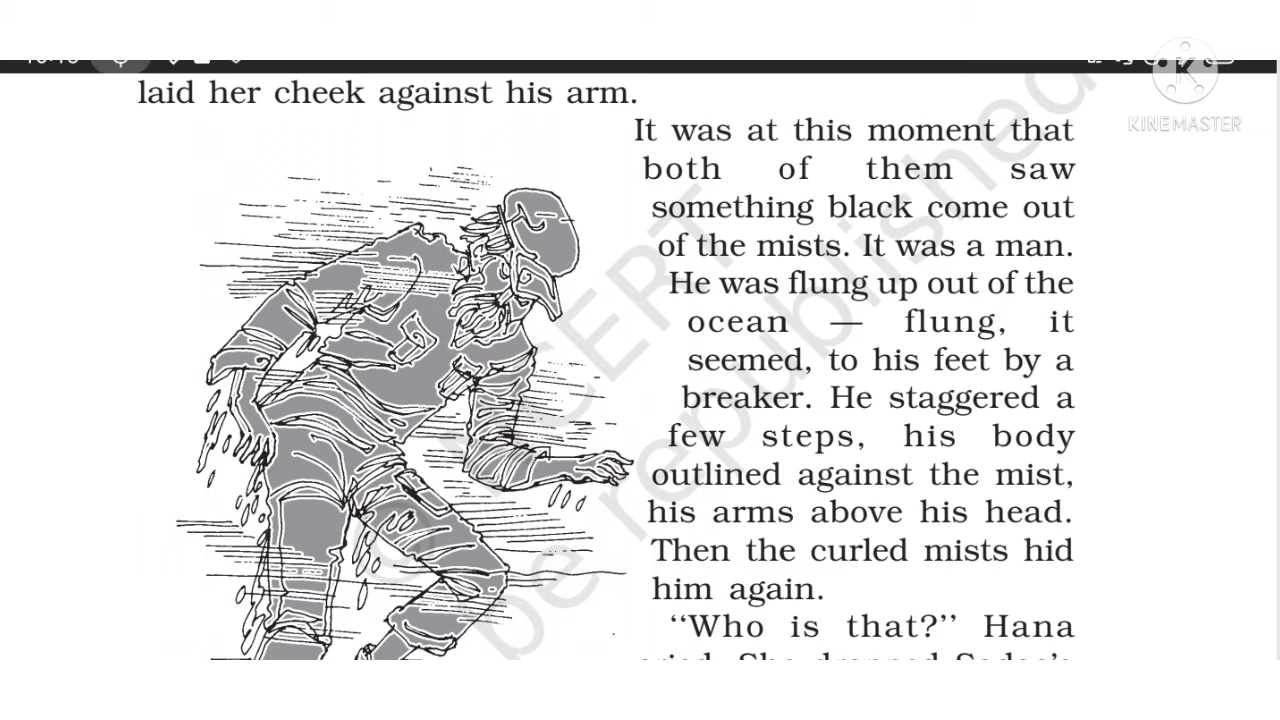 laid her cheek against his arm.
It was at this moment that
both of them saw
something black come out
of the mists. It was a man.
He was flung up out of the
ocean — flung, it
seemed, to his feet by a
breaker. He staggered a
few steps, his body
outlined against the mist,
his arms above his head.
Then the curled mists hid
him again.
‘‘Who is that?’’ Hana
KINEMASTER
be republished